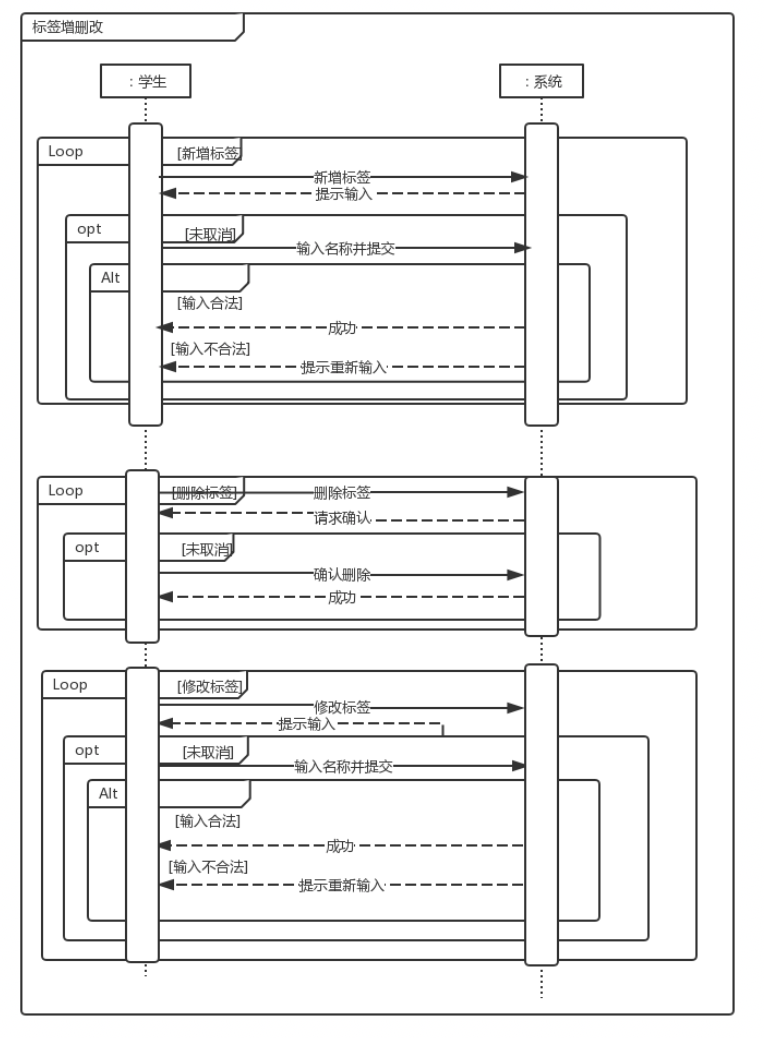 标签增删改
: 学生
: 系统
Loop
[新增标签]
新增标签
提示输入
opt
[未取消]
输入名称并提交
Alt
[输入合法]
成功
[输入不合法]
提示重新输入
Loop
[删除标签]
删除标签
请求确认
opt
[未取消]
确认删除
成功
Loop
[修改标签]
修改标签
提示输入
opt
[未取消]
输入名称并提交
Alt
[输入合法]
成功
[输入不合法]
提示重新输入